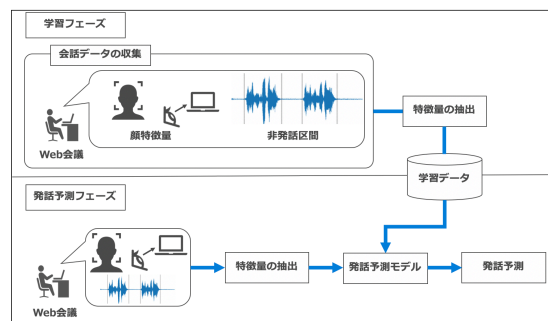 学習フェーズ
会話データの収集
顔特徴量
非発話区間
Web会議
特徴量の抽出
学習データ
発話予測フェーズ
特徴量の抽出
発話予測モデル
発話予測
Web会議